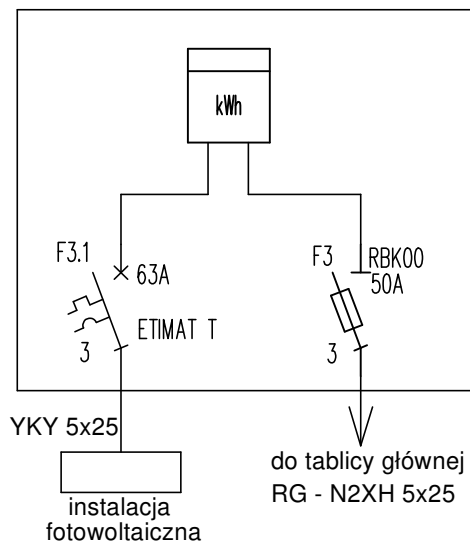 kWh
F3.1
63A
ETIMAT T
3
F3
RBK00
50A
3
YKY 5x25
instalacja
fotowoltaiczna
do tablicy głównej
RG - N2XH 5x25